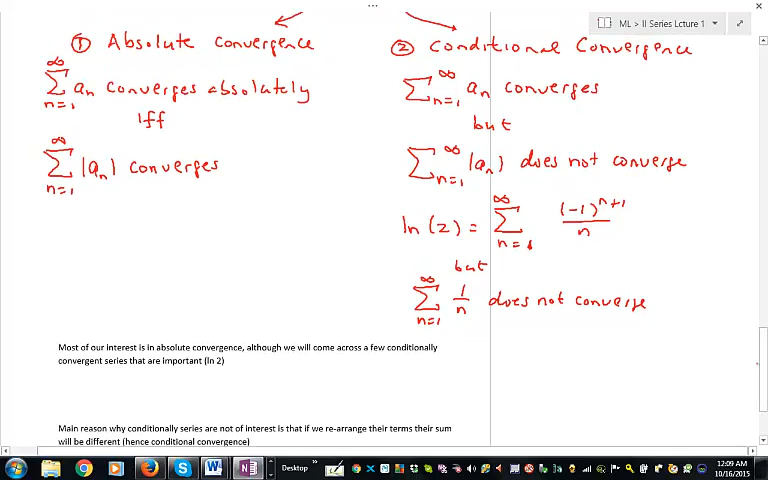 ML > II Series Lcture 1
① Absolute Convergence
∞
∑ an converges absolutely
n=1
iff
∞
∑ |an| converges
n=1
② Conditional Convergence
∑n=1^∞ an converges
but
∑n=1^∞ |an| does not converge
ln(2) = ∑n=1^∞ (-1)^n+1 / n
but
∑n=1^∞ 1/n does not converge
Most of our interest is in absolute convergence, although we will come across a few conditionally
convergent series that are important (ln 2)
Main reason why conditionally series are not of interest is that if we re-arrange their terms their sum
will be different (hence conditional convergence)
Desktop
12:09 AM
10/16/2015